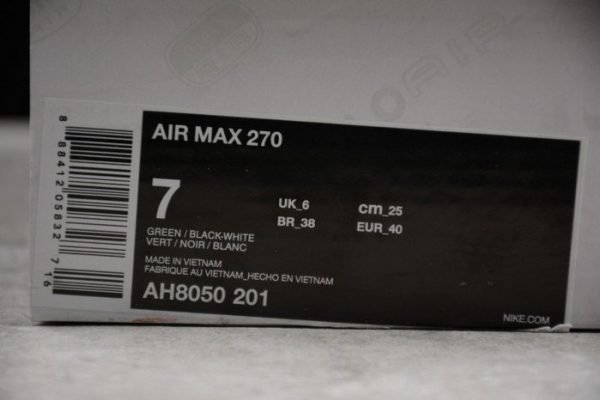 AIR MAX 270
7
UK_6
cm_25
BR_38
EUR_40
GREEN / BLACK-WHITE
VERT / NOIR / BLANC
MADE IN VIETNAM
FABRIQUE AU VIETNAM_HECHO EN VIETNAM
AH8050 201
NIKE.COM
8 88412 05832 7 16